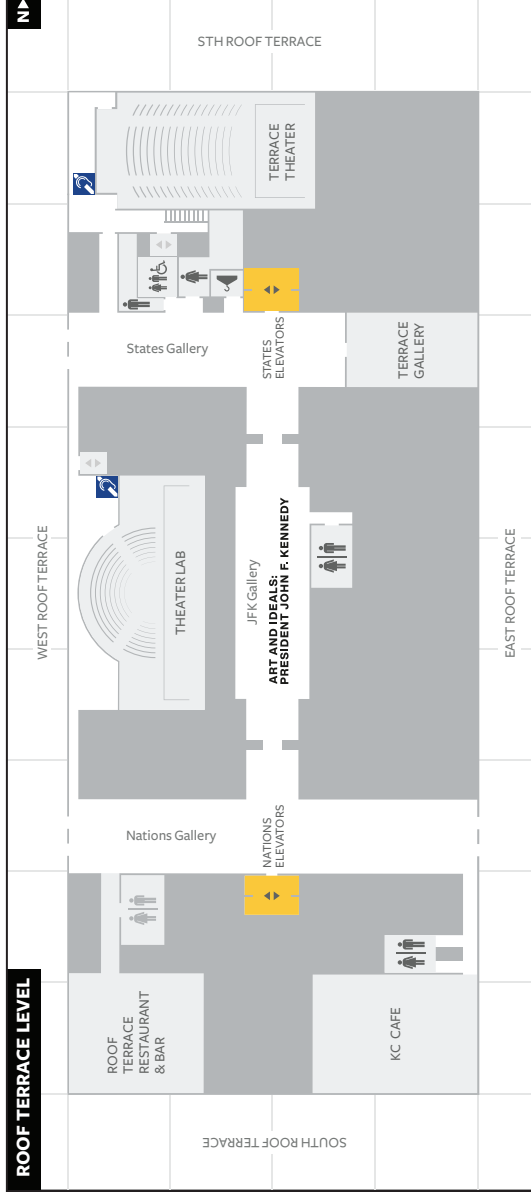 N
STH ROOF TERRACE
TERRACE
THEATER
States Gallery
STATES
ELEVATORS
TERRACE
GALLERY
WEST ROOF TERRACE
THEATER LAB
JFK Gallery
ART AND IDEALS:
PRESIDENT JOHN F. KENNEDY
EAST ROOF TERRACE
Nations Gallery
NATIONS
ELEVATORS
ROOF TERRACE LEVEL
ROOF
TERRACE
RESTAURANT
& BAR
KC CAFE
SOUTH ROOF TERRACE